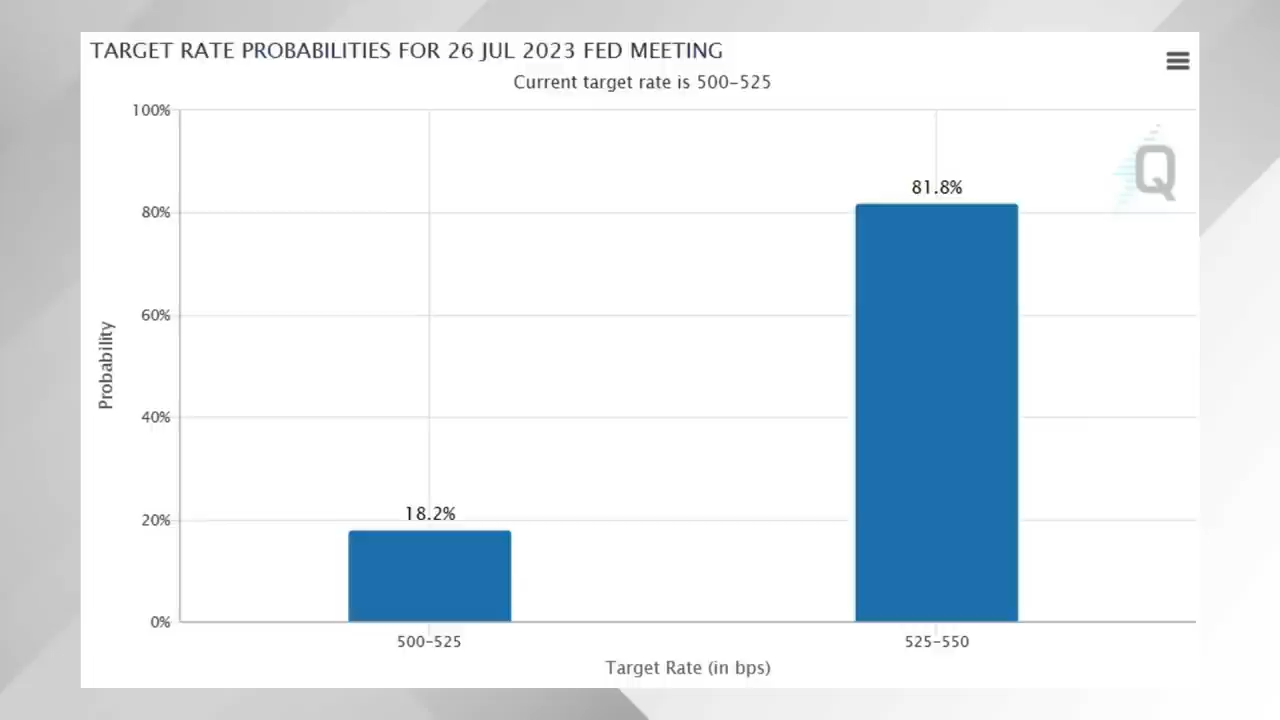 TARGET RATE PROBABILITIES FOR 26 JUL 2023 FED MEETING
Current target rate is 500–525
100%
80%
60%
40%
20%
0%
Probability
18.2%
81.8%
Q
500–525
525–550
Target Rate (in bps)